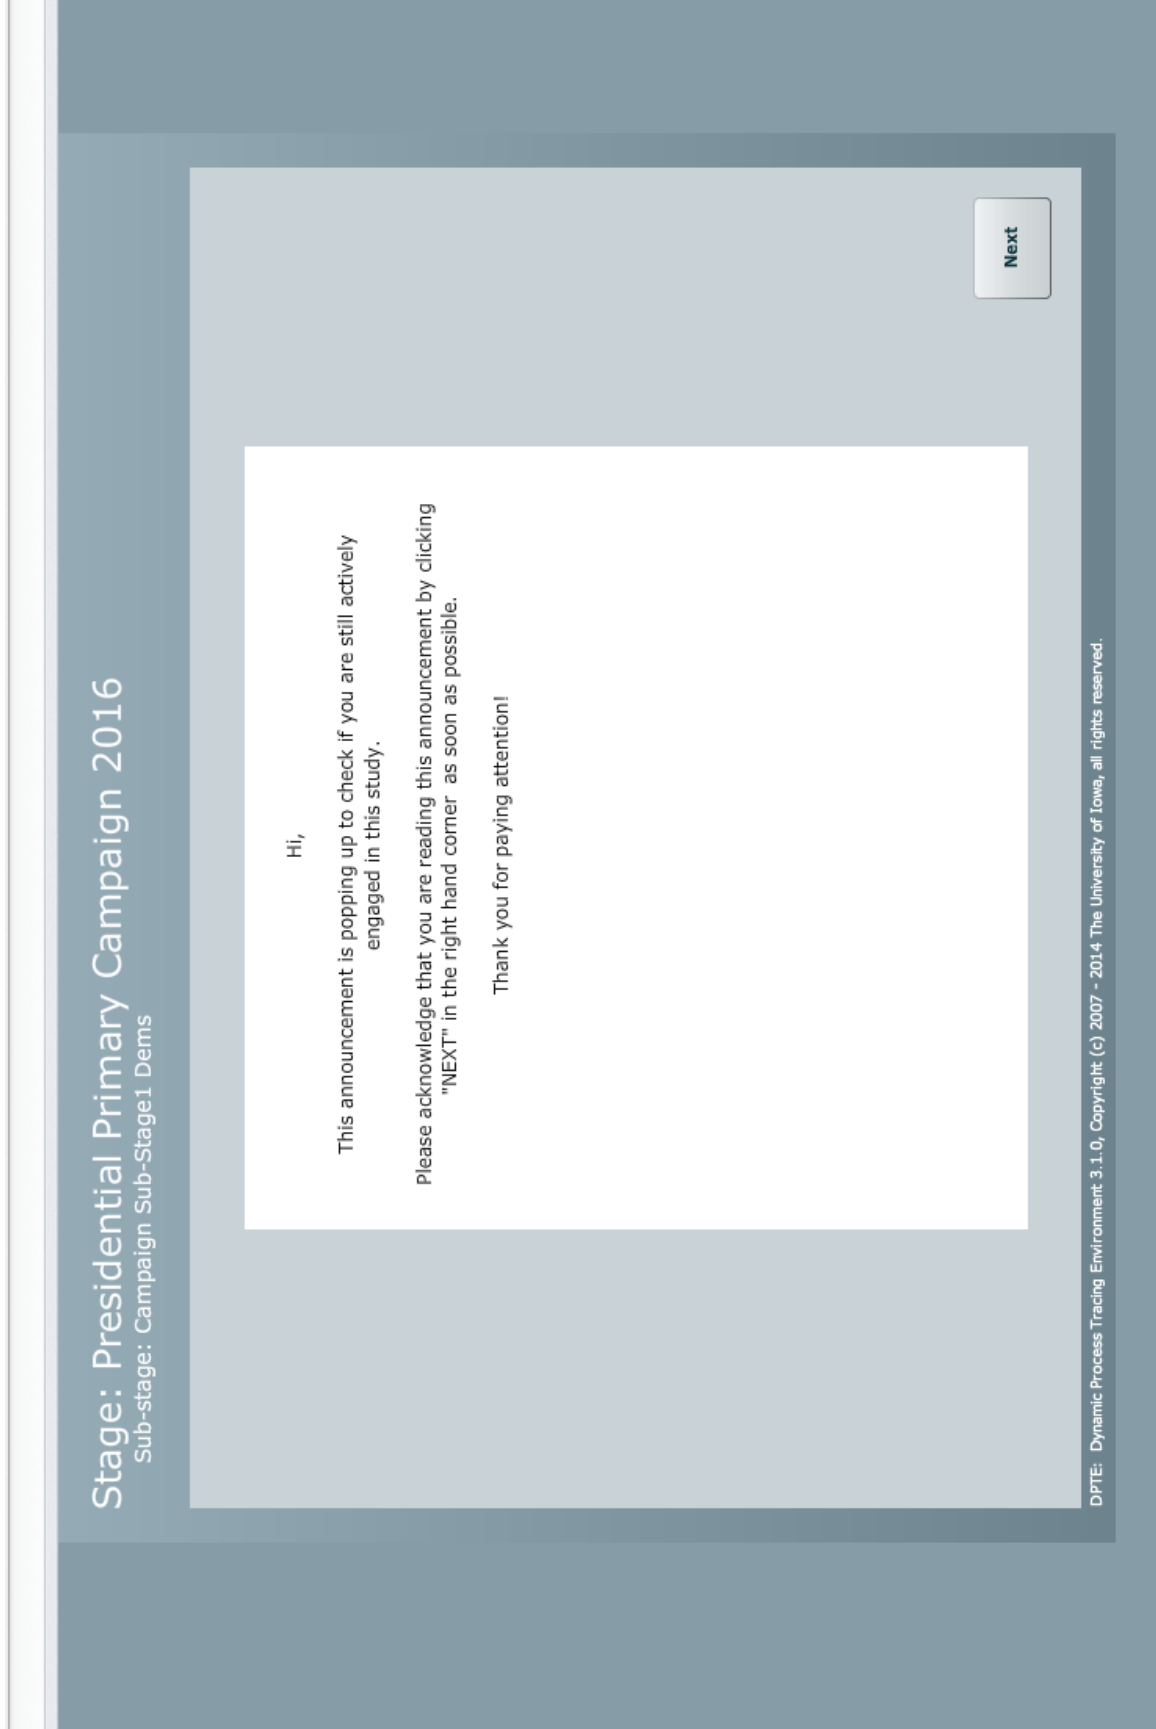 Stage: Presidential Primary Campaign 2016
Sub-stage: Campaign Sub-Stage1 Dems
Hi,
This announcement is popping up to check if you are still actively
engaged in this study.
Please acknowledge that you are reading this announcement by clicking
"NEXT" in the right hand corner  as soon as possible.
Thank you for paying attention!
Next
DPTE:  Dynamic Process Tracing Environment 3.1.0, Copyright (c) 2007 - 2014 The University of Iowa, all rights reserved.